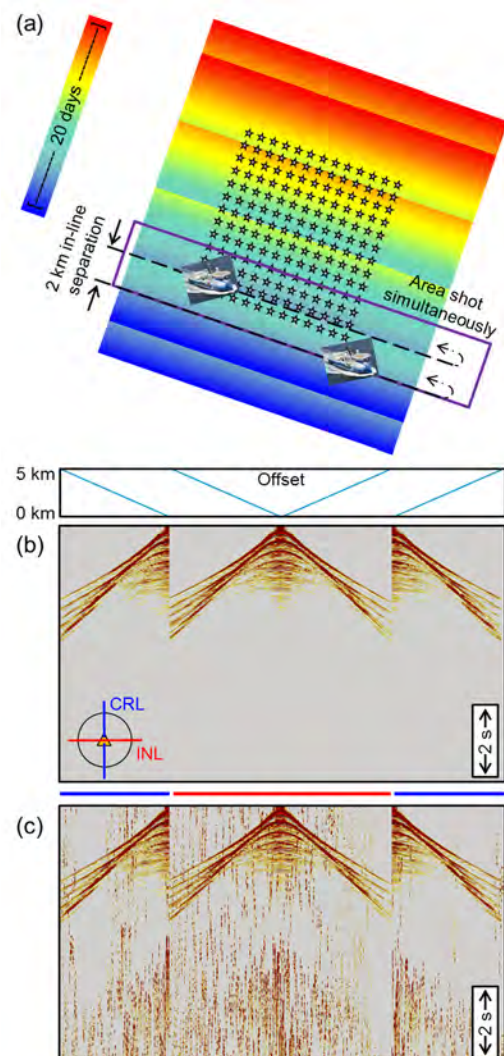 (a)
20 days
2 km in-line
separation
Area shot
simultaneously
5 km
Offset
0 km
(b)
CRL
INL
2 s
(c)
2 s